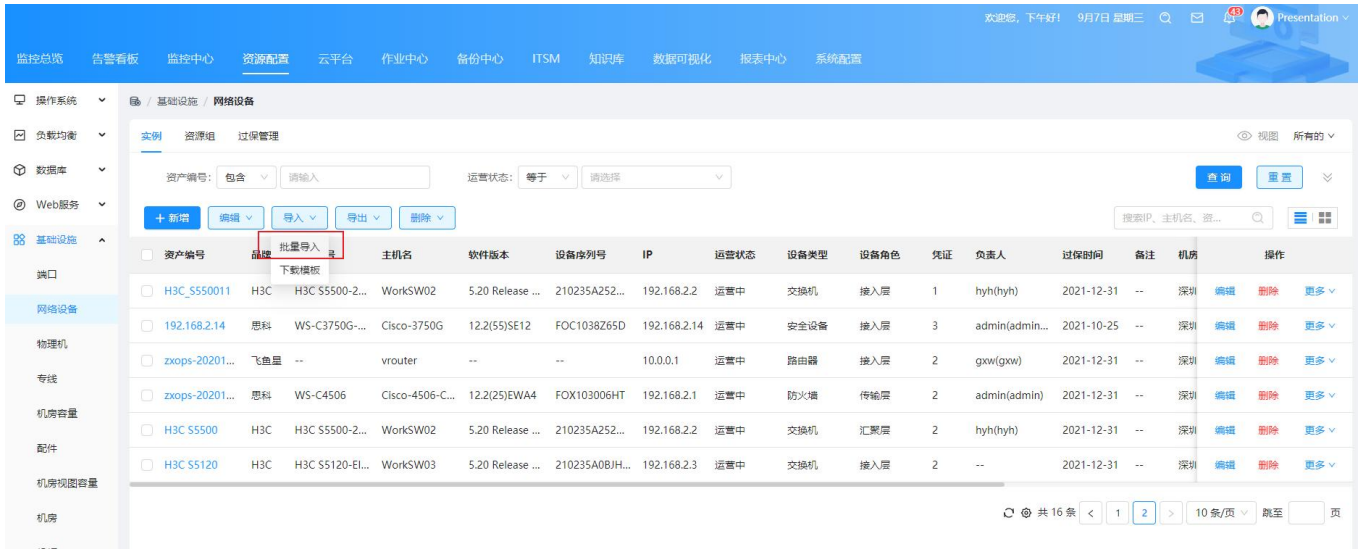 欢迎您，下午好! 9月7日 星期三 43 Presentation
监控总览 告警看板 监控中心 资源配置 云平台 作业中心 备份中心 ITSM 知识库 数据可视化 报表中心 系统配置
操作系统
负载均衡
数据库
Web服务
基础设施
端口
网络设备
物理机
专线
机房容量
配件
机房视图容量
机房
/ 基础设施 / 网络设备
实例 资源组 过保管理 视图 所有的
资产编号: 包含 请输入 运营状态: 等于 请选择 查询 重置
+ 新增 编辑 导入 导出 删除 搜索IP、主机名、资...
批量导入
下载模板
资产编号 品牌 主机名 软件版本 设备序列号 IP 运营状态 设备类型 设备角色 凭证 负责人 过保时间 备注 机房 操作
H3C_S550011 H3C H3C S5500-2... WorkSW02 5.20 Release ... 210235A252... 192.168.2.2 运营中 交换机 接入层 1 hyh(hyh) 2021-12-31 -- 深圳 编辑 删除 更多
192.168.2.14 思科 WS-C3750G-... Cisco-3750G 12.2(55)SE12 FOC1038Z65D 192.168.2.14 运营中 安全设备 接入层 3 admin(admin... 2021-10-25 -- 深圳 编辑 删除 更多
zxops-20201... 飞鱼星 -- vrouter -- -- 10.0.0.1 运营中 路由器 接入层 2 gxw(gxw) 2021-12-31 -- 深圳 编辑 删除 更多
zxops-20201... 思科 WS-C4506 Cisco-4506-C... 12.2(25)EWA4 FOX103006HT 192.168.2.1 运营中 防火墙 传输层 2 admin(admin) 2021-12-31 -- 深圳 编辑 删除 更多
H3C S5500 H3C H3C S5500-2... WorkSW02 5.20 Release ... 210235A252... 192.168.2.2 运营中 交换机 汇聚层 2 hyh(hyh) 2021-12-31 -- 深圳 编辑 删除 更多
H3C S5120 H3C H3C S5120-EI... WorkSW03 5.20 Release ... 210235A0BJH... 192.168.2.3 运营中 交换机 接入层 2 -- 2021-12-31 -- 深圳 编辑 删除 更多
共 16 条 < 1 2 > 10 条/页 跳至 页